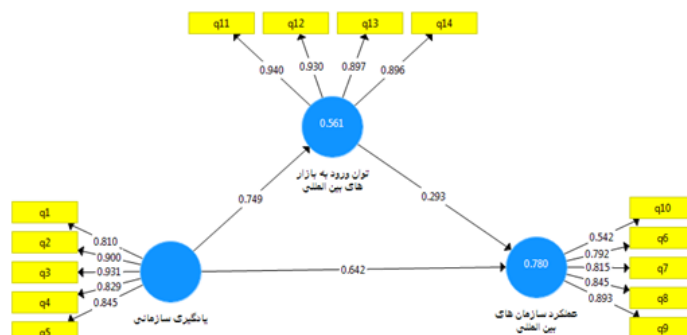 q11
q12
q13
q14
0.940
0.930
0.897
0.896
0.561
توان ورود به بازار
های بین المللی
0.749
0.293
q1
q2
q3
q4
q5
0.810
0.900
0.931
0.829
0.845
یادگیری سازمانی
0.642
0.780
عملکرد سازمان های
بین المللی
0.542
0.792
0.815
0.845
0.893
q10
q6
q7
q8
q9